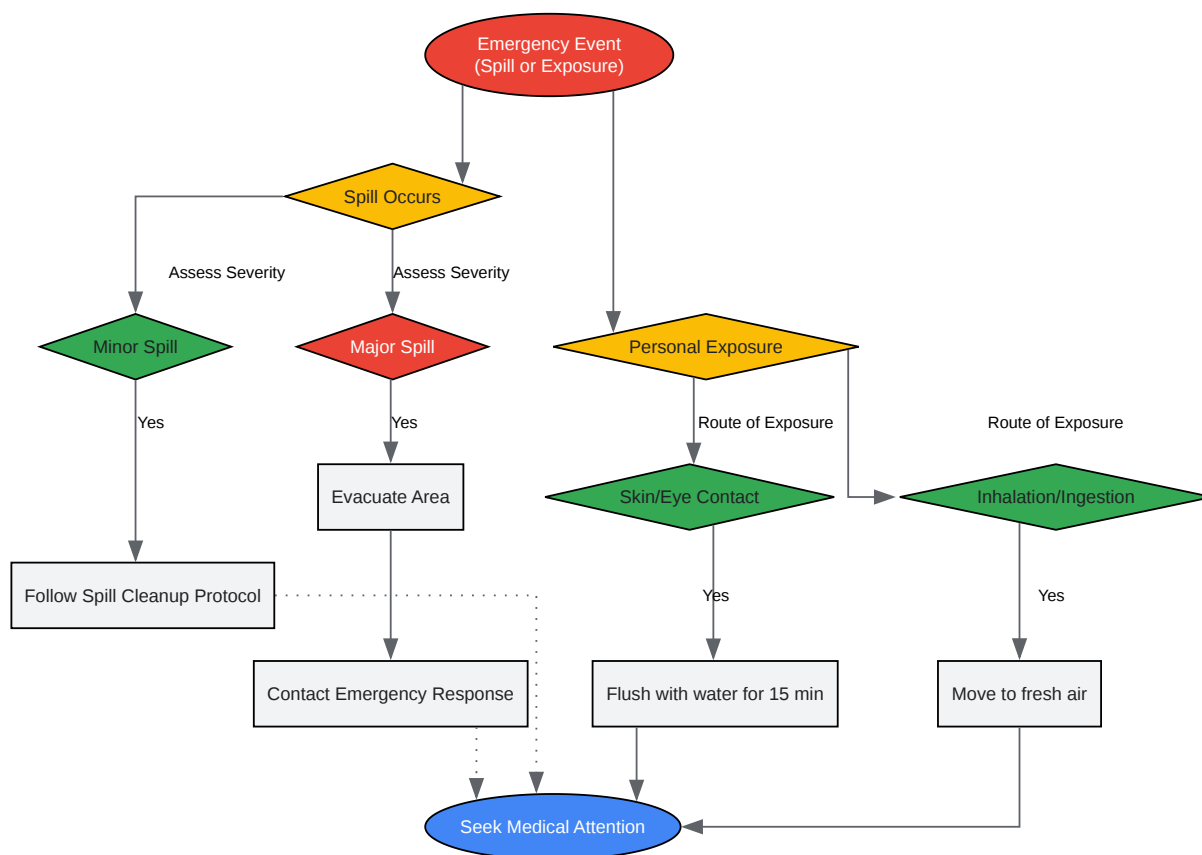 Emergency Event
(Spill or Exposure)
Spill Occurs
Assess Severity
Assess Severity
Minor Spill
Major Spill
Personal Exposure
Yes
Yes
Route of Exposure
Route of Exposure
Evacuate Area
Skin/Eye Contact
Inhalation/Ingestion
Follow Spill Cleanup Protocol
Yes
Yes
Contact Emergency Response
Flush with water for 15 min
Move to fresh air
Seek Medical Attention